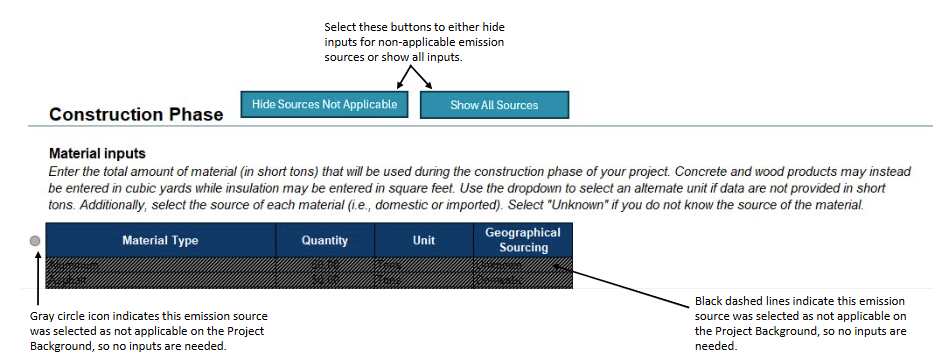 Select these buttons to either hide
inputs for non-applicable emission
sources or show all inputs.
Construction Phase
Hide Sources Not Applicable
Show All Sources
Material inputs
Enter the total amount of material (in short tons) that will be used during the construction phase of your project. Concrete and wood products may instead
be entered in cubic yards while insulation may be entered in square feet. Use the dropdown to select an alternate unit if data are not provided in short
tons. Additionally, select the source of each material (i.e., domestic or imported). Select "Unknown" if you do not know the source of the material.
Material Type Quantity Unit Geographical
Sourcing
Aluminum Tons Unknown
Asphalt Tons Domestic
Gray circle icon indicates this emission
source was selected as not applicable on the Project
Background, so no inputs are needed.
Black dashed lines indicate this emission
source was selected as not applicable on
the Project Background, so no inputs are
needed.